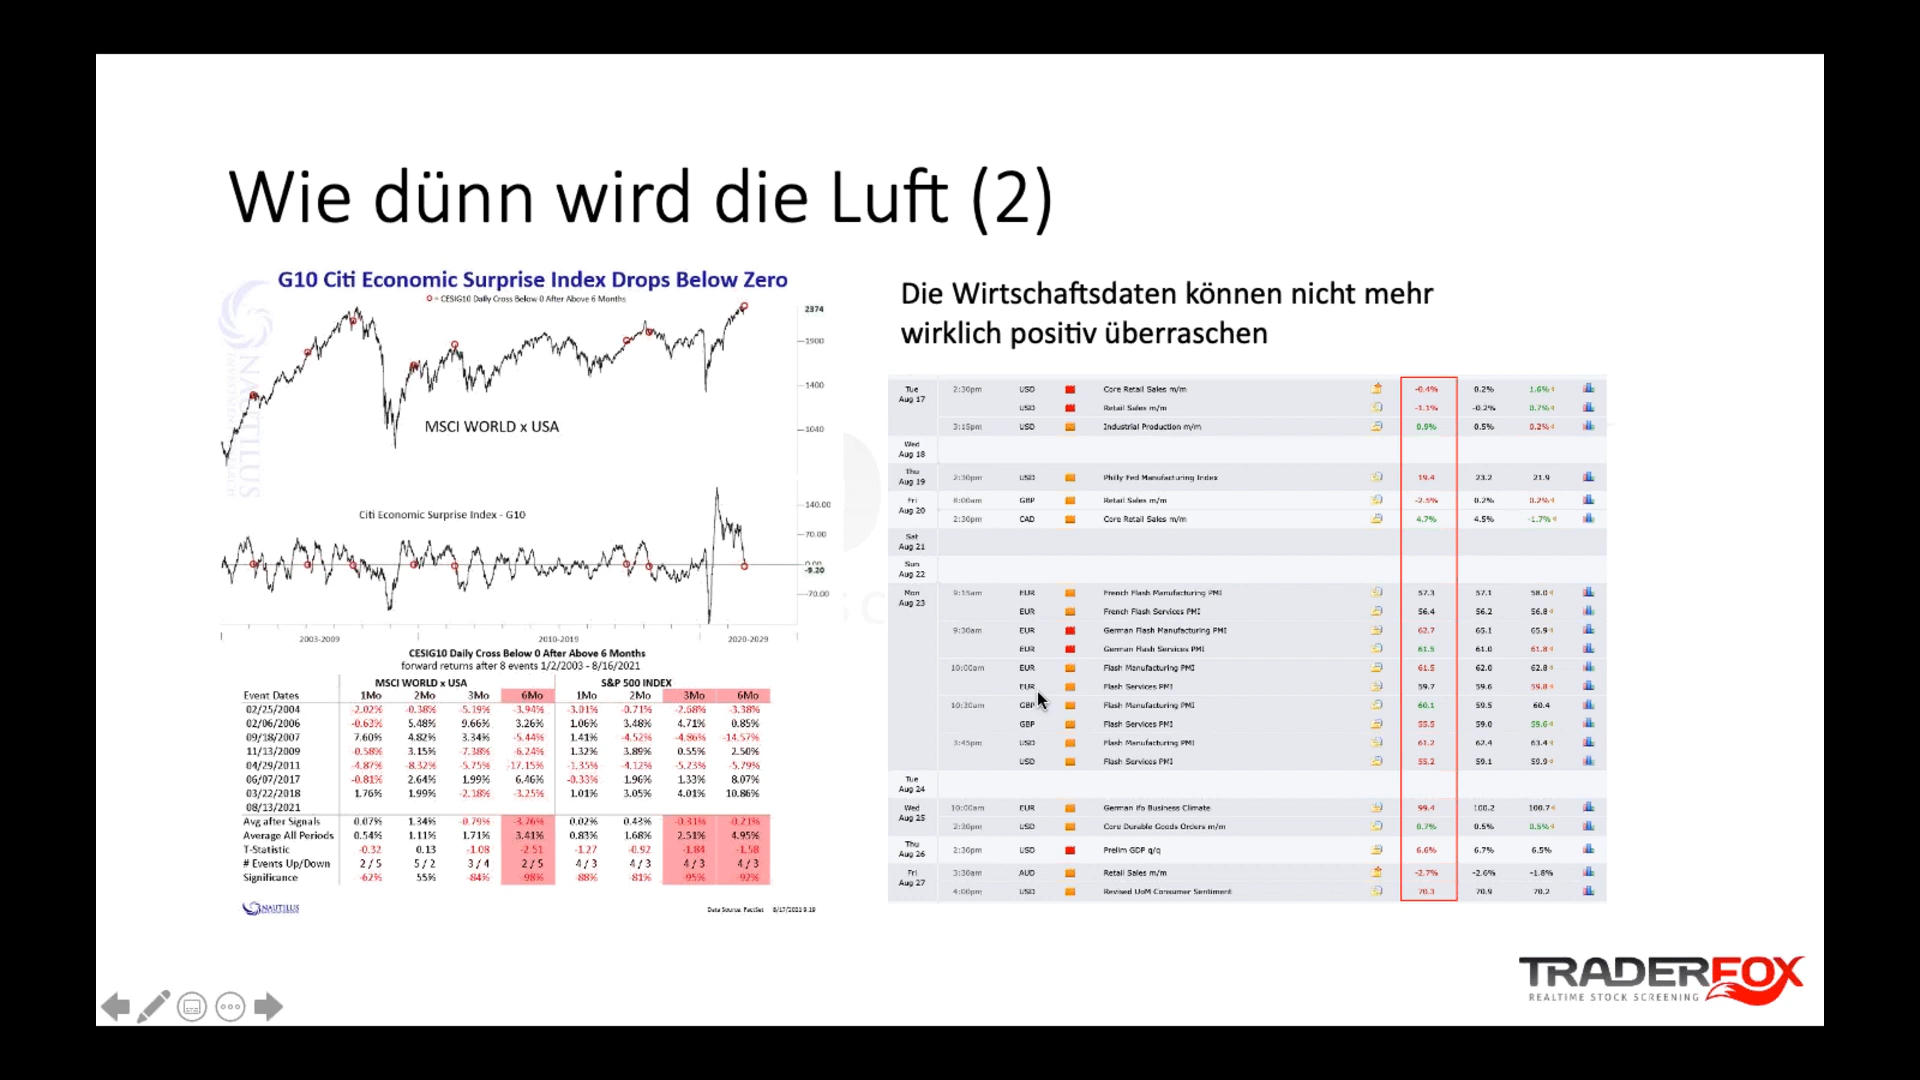 Wie dünn wird die Luft (2)
G10 Citi Economic Surprise Index Drops Below Zero
O = CESIG10 Daily Cross Below 0 After Above 6 Months
2374
1900
1400
1040
MSCI WORLD x USA
Citi Economic Surprise Index - G10
140.00
70.00
0.00
-9.20
-70.00
2003-2009 2010-2019 2020-2029
CESIG10 Daily Cross Below 0 After Above 6 Months
forward returns after 8 events 1/2/2003 - 8/16/2021
MSCI WORLD x USA S&P 500 INDEX
Event Dates 1Mo 2Mo 3Mo 6Mo 1Mo 2Mo 3Mo 6Mo
02/25/2004 -2.02% -0.38% -5.19% -3.94% -3.01% -0.71% -2.68% -3.38%
02/06/2006 -0.63% 5.48% 9.66% 3.26% 1.06% 3.48% 4.71% 0.85%
09/18/2007 7.60% 4.82% 3.34% -5.44% 1.41% -4.52% -4.86% -14.57%
11/13/2009 -0.58% 3.15% -7.38% -6.24% 1.32% 3.89% 0.55% 2.50%
04/29/2011 -4.87% -8.32% -5.75% -17.15% -1.35% -4.12% -5.23% -5.79%
06/07/2017 -0.81% 2.64% 1.99% 6.46% -0.33% 1.96% 1.33% 8.07%
03/22/2018 1.76% 1.99% -2.18% -3.25% 1.01% 3.05% 4.01% 10.86%
08/13/2021
Avg after Signals 0.07% 1.34% -0.79% -3.76% 0.02% 0.43% -0.31% -0.21%
Average All Periods 0.54% 1.11% 1.71% 3.41% 0.83% 1.68% 2.51% 4.95%
T-Statistic -0.32 0.13 -1.08 -2.51 -1.27 -0.92 -1.84 -1.58
# Events Up/Down 2 / 5 5 / 2 3 / 4 2 / 5 4 / 3 4 / 3 4 / 3 4 / 3
Significance -62% 55% -84% -98% -88% -81% -95% -92%
NAUTILUS
Data Source: FactSet 8/17/2021 9:19
Die Wirtschaftsdaten können nicht mehr
wirklich positiv überraschen
Tue Aug 17 2:30pm USD Core Retail Sales m/m -0.4% 0.2% 1.6%
USD Retail Sales m/m -1.1% -0.2% 0.7%
3:15pm USD Industrial Production m/m 0.9% 0.5% 0.2%
Wed Aug 18
Thu Aug 19 2:30pm USD Philly Fed Manufacturing Index 19.4 23.2 21.9
Fri Aug 20 8:00am GBP Retail Sales m/m -2.5% 0.2% 0.2%
2:30pm CAD Core Retail Sales m/m 4.7% 4.5% -1.7%
Sat Aug 21
Sun Aug 22
Mon Aug 23 9:15am EUR French Flash Manufacturing PMI 57.3 57.1 58.0
EUR French Flash Services PMI 56.4 56.2 56.8
9:30am EUR German Flash Manufacturing PMI 62.7 65.1 65.9
EUR German Flash Services PMI 61.5 61.0 61.8
10:00am EUR Flash Manufacturing PMI 61.5 62.0 62.8
EUR Flash Services PMI 59.7 59.6 59.8
10:30am GBP Flash Manufacturing PMI 60.1 59.5 60.4
GBP Flash Services PMI 55.5 59.0 59.6
3:45pm USD Flash Manufacturing PMI 61.2 62.4 63.4
USD Flash Services PMI 55.2 59.1 59.9
Tue Aug 24
Wed Aug 25 10:00am EUR German Ifo Business Climate 99.4 100.2 100.7
2:30pm USD Core Durable Goods Orders m/m 0.7% 0.5% 0.5%
Thu Aug 26 2:30pm USD Prelim GDP q/q 6.6% 6.7% 6.5%
Fri Aug 27 3:30am AUD Retail Sales m/m -2.7% -2.6% -1.8%
4:00pm USD Revised UoM Consumer Sentiment 70.3 70.9 70.2
TRADERFOX
REALTIME STOCK SCREENING